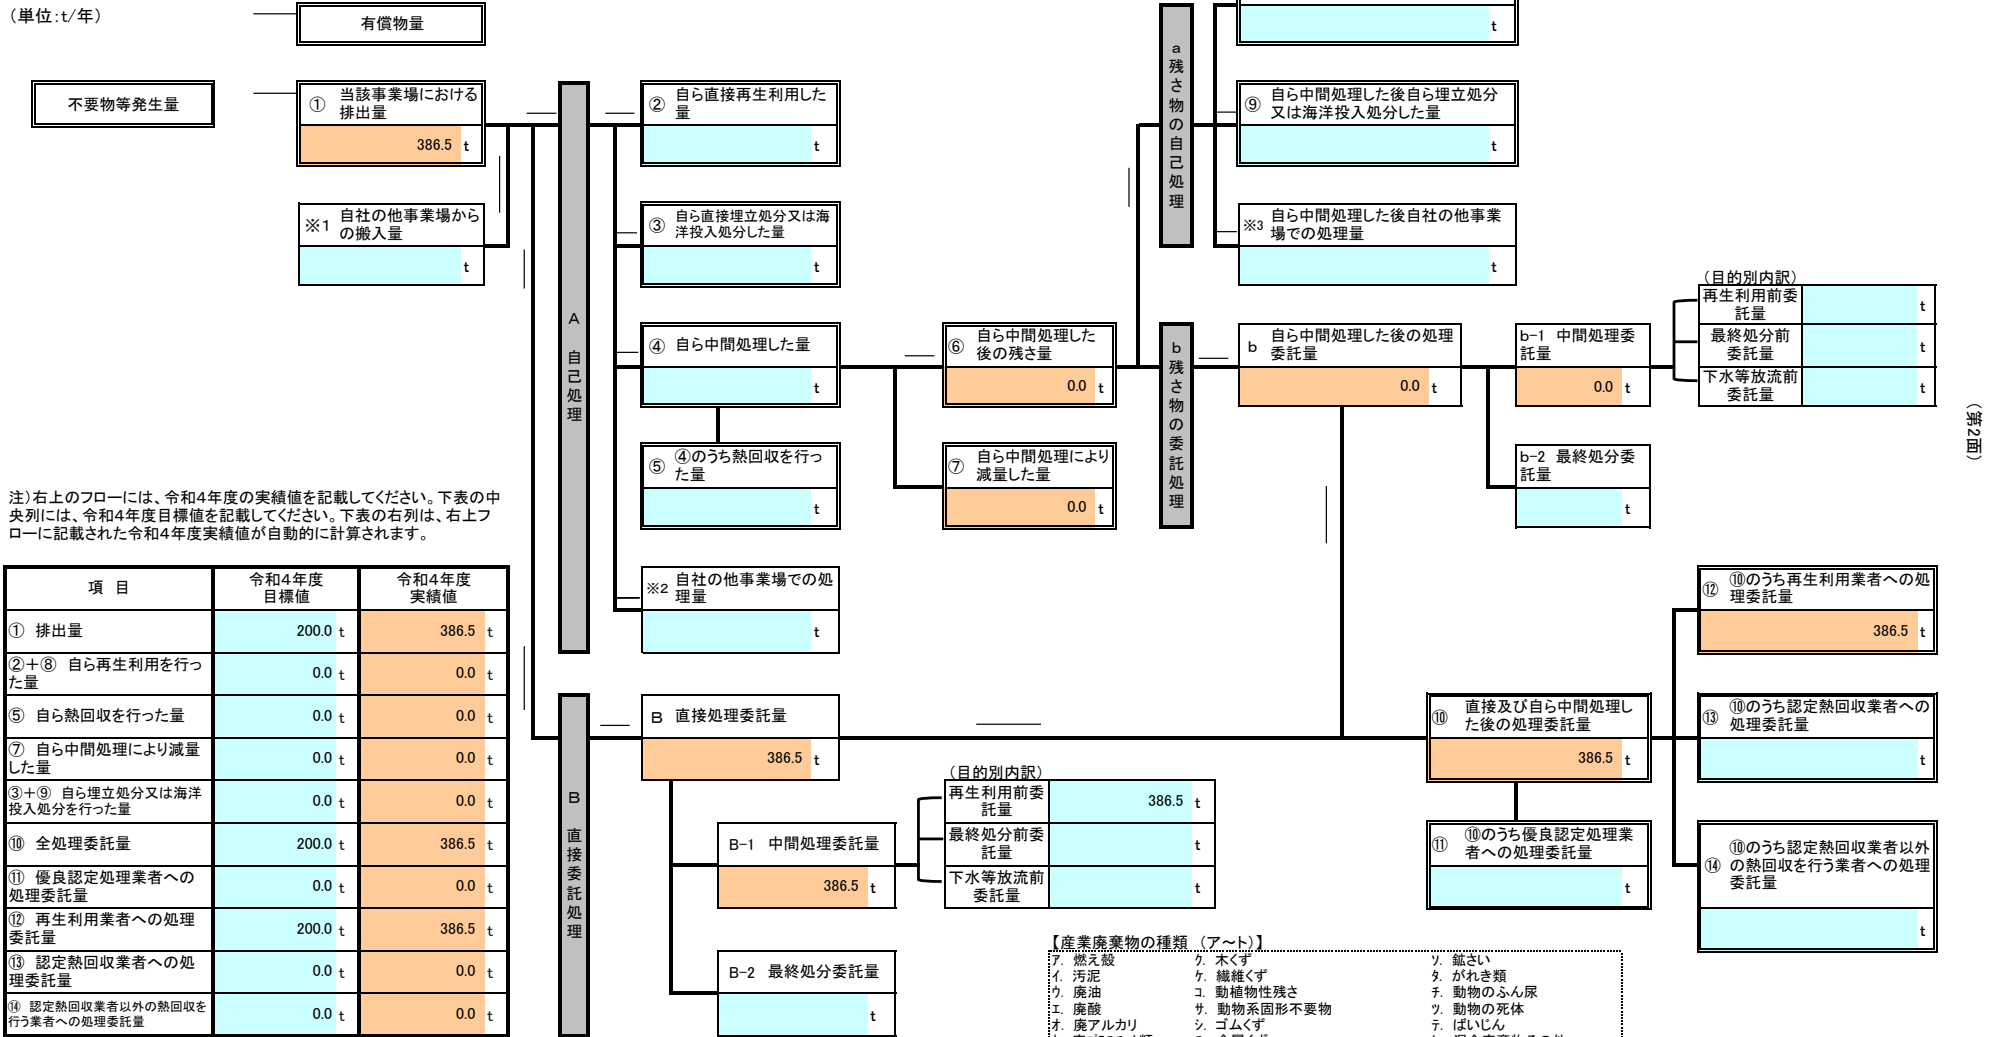 (単位:t/年)
有償物量
t
不要物等発生量
① 当該事業場における
排出量
386.5 t
② 自ら直接再生利用した
量
t
⑨ 自ら中間処理した後自ら埋立処分
又は海洋投入処分した量
t
a 残さ物の自己処理
※1 自社の他事業場から
の搬入量
t
③ 自ら直接埋立処分又は海
洋投入処分した量
t
※3 自ら中間処理した後自社の他事業
場での処理量
t
A 自己処理
④ 自ら中間処理した量
t
⑥ 自ら中間処理した
後の残さ量
0.0 t
b 残さ物の委託処理
b 自ら中間処理した後の処理
委託量
0.0 t
b-1 中間処理委
託量
0.0 t
(目的別内訳)
再生利用前委
託量
t
最終処分前
委託量
t
下水等放流前
委託量
t
(第2面)
⑤ ④のうち熱回収を行っ
た量
t
⑦ 自ら中間処理により
減量した量
0.0 t
b-2 最終処分委
託量
t
注)右上のフローには、令和4年度の実績値を記載してください。下表の中
央列には、令和4年度目標値を記載してください。下表の右列は、右上フ
ローに記載された令和4年度実績値が自動的に計算されます。
※2 自社の他事業場での処
理量
t
項 目 令和4年度 目標値 令和4年度 実績値
① 排出量 200.0 t 386.5 t
②+⑧ 自ら再生利用を行っ
た量 0.0 t 0.0 t
⑤ 自ら熱回収を行った量 0.0 t 0.0 t
⑦ 自ら中間処理により減量
した量 0.0 t 0.0 t
③+⑨ 自ら埋立処分又は海洋
投入処分を行った量 0.0 t 0.0 t
⑩ 全処理委託量 200.0 t 386.5 t
⑪ 優良認定処理業者への
処理委託量 0.0 t 0.0 t
⑫ 再生利用業者への処理
委託量 200.0 t 386.5 t
⑬ 認定熱回収業者への処
理委託量 0.0 t 0.0 t
⑭ 認定熱回収業者以外の熱回収を
行う業者への処理委託量 0.0 t 0.0 t
B 直接委託処理
B 直接処理委託量
386.5 t
B-1 中間処理委託量
386.5 t
B-2 最終処分委託量
t
(目的別内訳)
再生利用前委
託量
386.5 t
最終処分前委
託量
t
下水等放流前
委託量
t
⑩ 直接及び自ら中間処理し
た後の処理委託量
386.5 t
⑪ ⑩のうち優良認定処理業
者への処理委託量
t
⑫ ⑩のうち再生利用業者への処
理委託量
386.5 t
⑬ ⑩のうち認定熱回収業者への
処理委託量
t
⑭ ⑩のうち認定熱回収業者以外
の熱回収を行う業者への処理
委託量
t
【産業廃棄物の種類 (ア~ト)】
ア. 燃え殻 ク. 木くず ソ. 鉱さい
イ. 汚泥 ケ. 繊維くず タ. がれき類
ウ. 廃油 コ. 動植物性残さ チ. 動物のふん尿
エ. 廃酸 サ. 動物系固形不要物 ツ. 動物の死体
オ. 廃アルカリ シ. ゴムくず テ. ばいじん